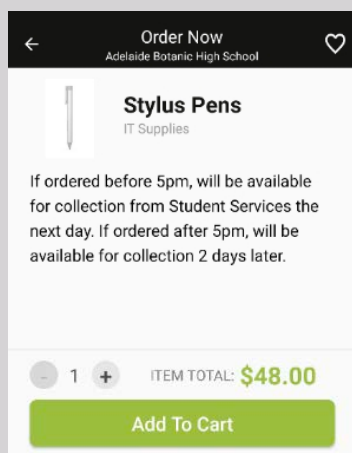 Order Now
Adelaide Botanic High School
Stylus Pens
IT Supplies
If ordered before 5pm, will be available
for collection from Student Services the
next day. If ordered after 5pm, will be
available for collection 2 days later.
- 1 + ITEM TOTAL: $48.00
Add To Cart